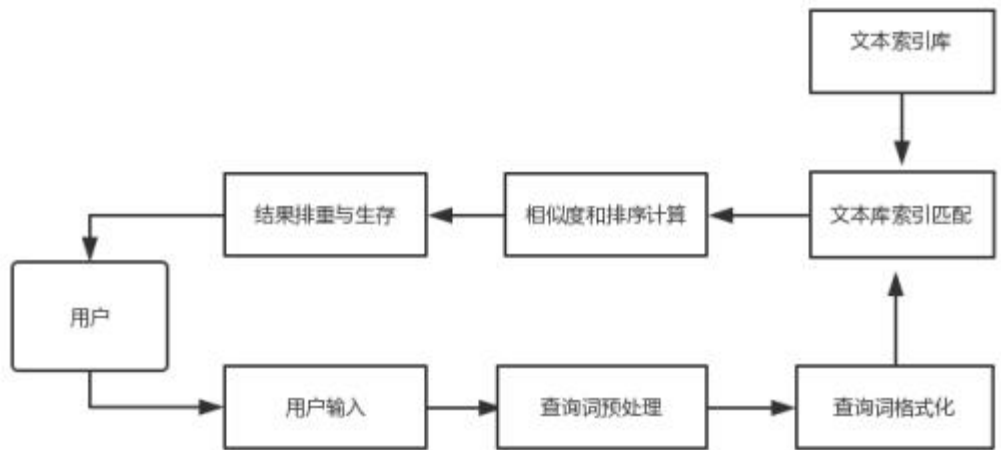 文本索引库
结果排重与生存
相似度和排序计算
文本库索引匹配
用户
用户输入
查询词预处理
查询词格式化